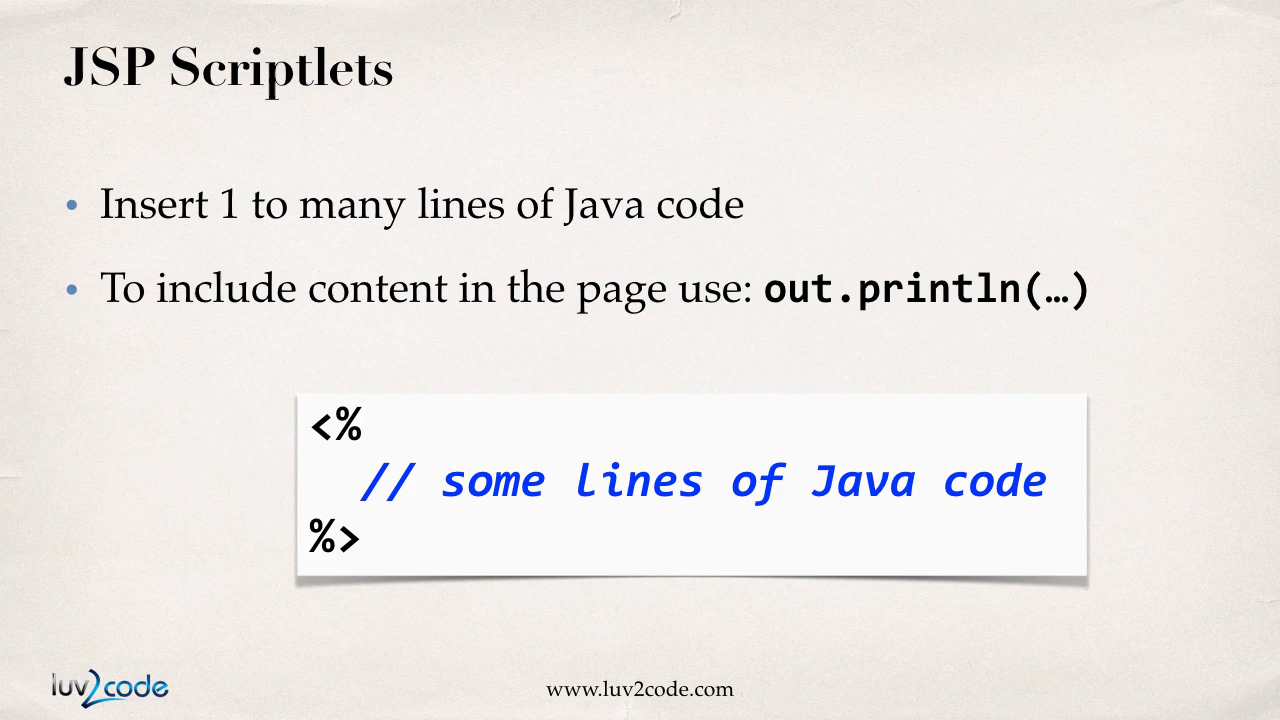 JSP Scriptlets
• Insert 1 to many lines of Java code
• To include content in the page use: out.println(…)
<%
// some lines of Java code
%>
luv2code
www.luv2code.com